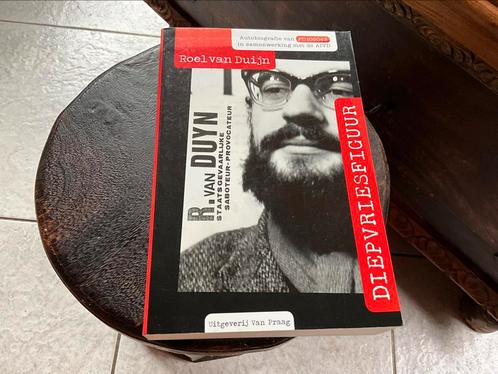 Autobiografie van PD106043
in samenwerking met de AIVD
Roel van Duijn
R. VAN DUYN
STAATSGEVAARLIJKE
SABOTEUR-PROVOCATEUR
DIEPVRIESFIGUUR
Uitgeverij Van Praag